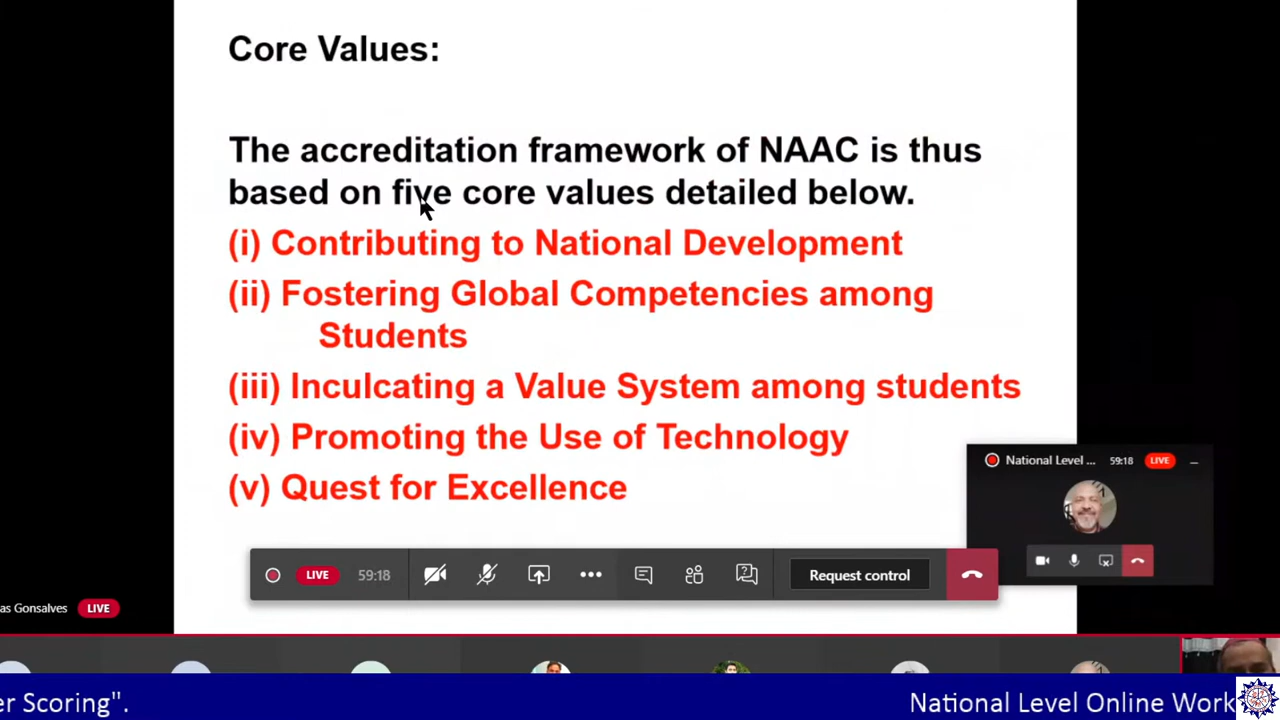 Core Values:
The accreditation framework of NAAC is thus
based on five core values detailed below.
(i) Contributing to National Development
(ii) Fostering Global Competencies among
Students
(iii) Inculcating a Value System among students
(iv) Promoting the Use of Technology
(v) Quest for Excellence
National Level ... 59:18 LIVE
LIVE 59:18 Request control
as Gonsalves LIVE
er Scoring". National Level Online Work